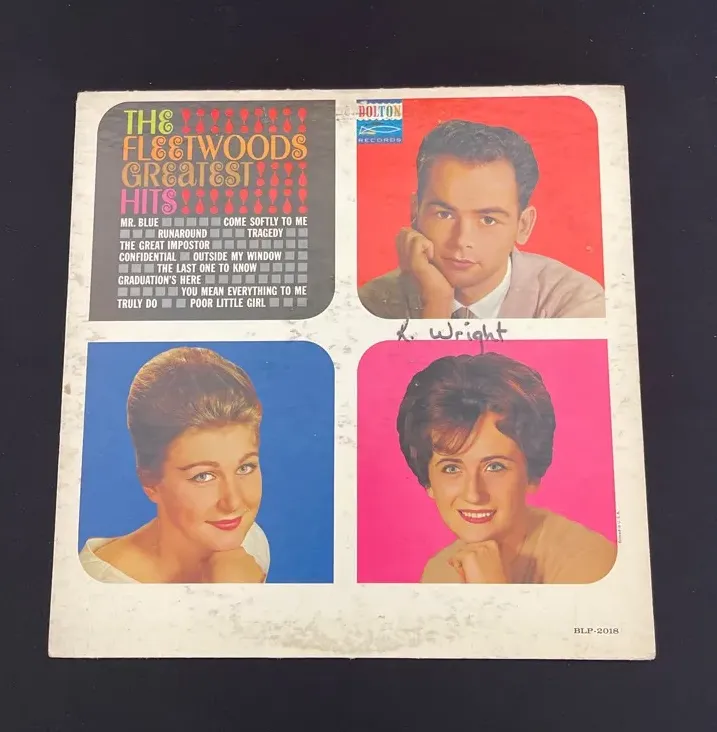 THE
FLEETWOODS
GREATEST
HITS
MR. BLUE COME SOFTLY TO ME
RUNAROUND TRAGEDY
THE GREAT IMPOSTOR
CONFIDENTIAL OUTSIDE MY WINDOW
THE LAST ONE TO KNOW
GRADUATION'S HERE
YOU MEAN EVERYTHING TO ME
TRULY DO POOR LITTLE GIRL
DOLTON
RECORDS
K. Wright
BLP-2018